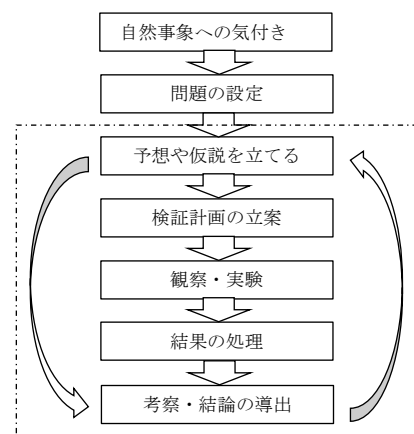 自然事象への気付き
問題の設定
予想や仮説を立てる
検証計画の立案
観察・実験
結果の処理
考察・結論の導出